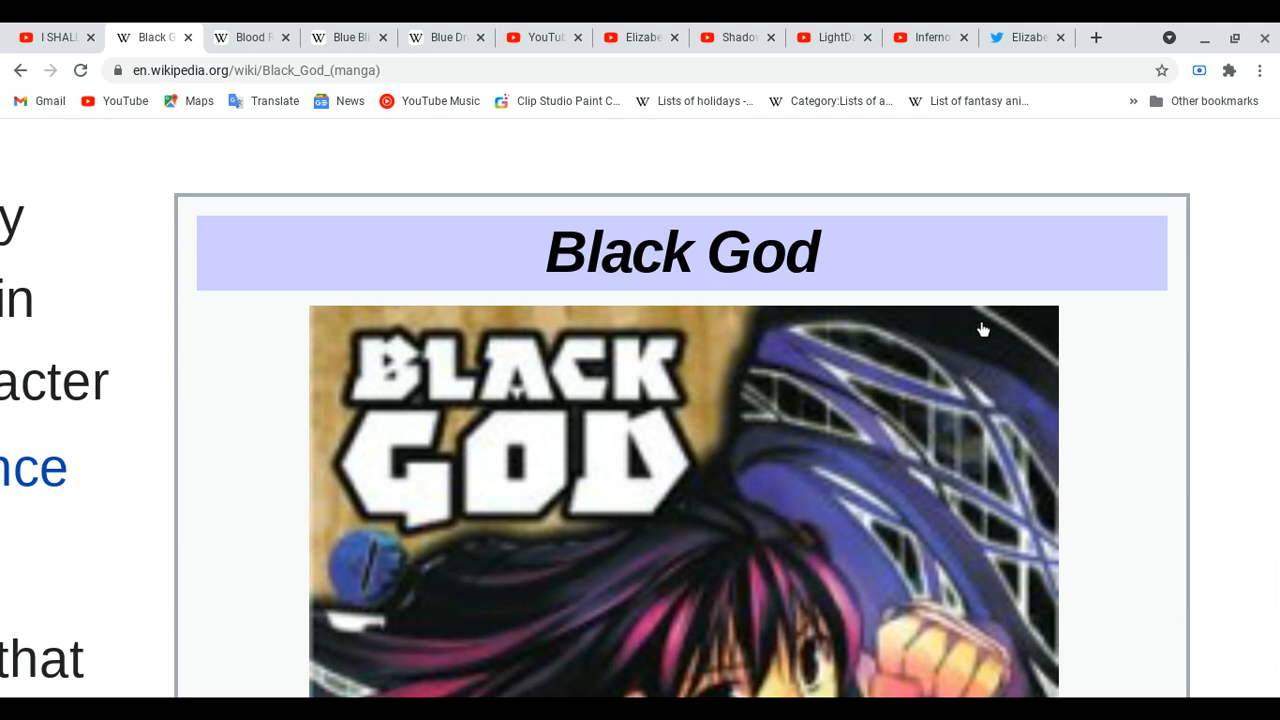 I SHAL
Black G
Blood F
Blue Bl
Blue Dr
YouTu
Elizabe
Shado
LightD
Inferno
Elizabe
en.wikipedia.org/wiki/Black_God_(manga)
Gmail
YouTube
Maps
Translate
News
YouTube Music
Clip Studio Paint C...
Lists of holidays -...
Category:Lists of a...
List of fantasy ani...
»
Other bookmarks
y
in
acter
nce
that
Black God
BLACK
GOD